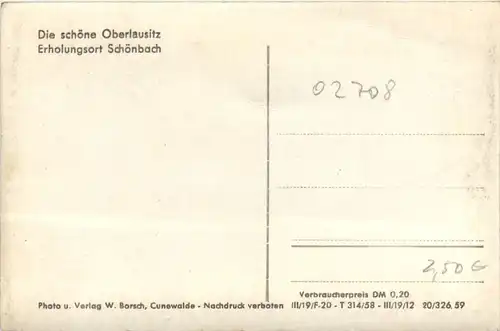 Die schöne Oberlausitz
Erholungsort Schönbach
02708
2,50 €
Verbraucherpreis DM 0,20
Photo u. Verlag W. Borsch, Cunewalde - Nachdruck verboten III/19/F-20 - T 314/58 - III/19/12 20/326.59